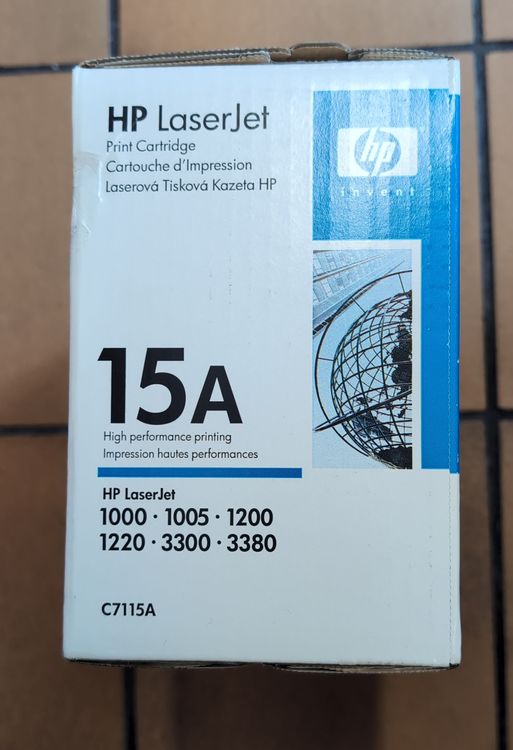 HP LaserJet
Print Cartridge
Cartouche d'Impression
Laserová Tisková Kazeta HP
hp
invent
15A
High performance printing
Impression hautes performances
HP LaserJet
1000 · 1005 · 1200
1220 · 3300 · 3380
C7115A